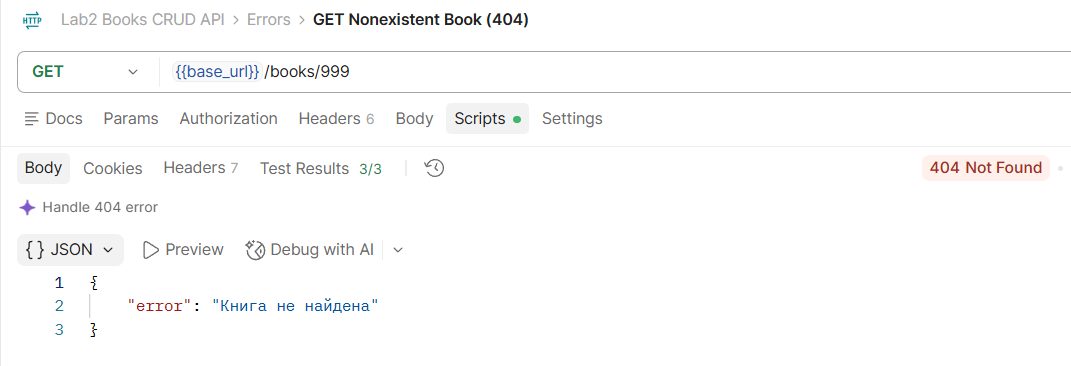 HTTP Lab2 Books CRUD API > Errors > GET Nonexistent Book (404)
GET {{base_url}} /books/999
Docs Params Authorization Headers 6 Body Scripts Settings
Body Cookies Headers 7 Test Results 3/3 404 Not Found
Handle 404 error
{ } JSON Preview Debug with AI
1 {
2 "error": "Книга не найдена"
3 }